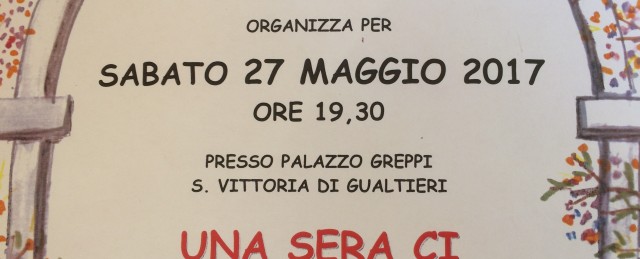 ORGANIZZA PER
SABATO 27 MAGGIO 2017
ORE 19,30
PRESSO PALAZZO GREPPI
S. VITTORIA DI GUALTIERI
UNA SERA CI